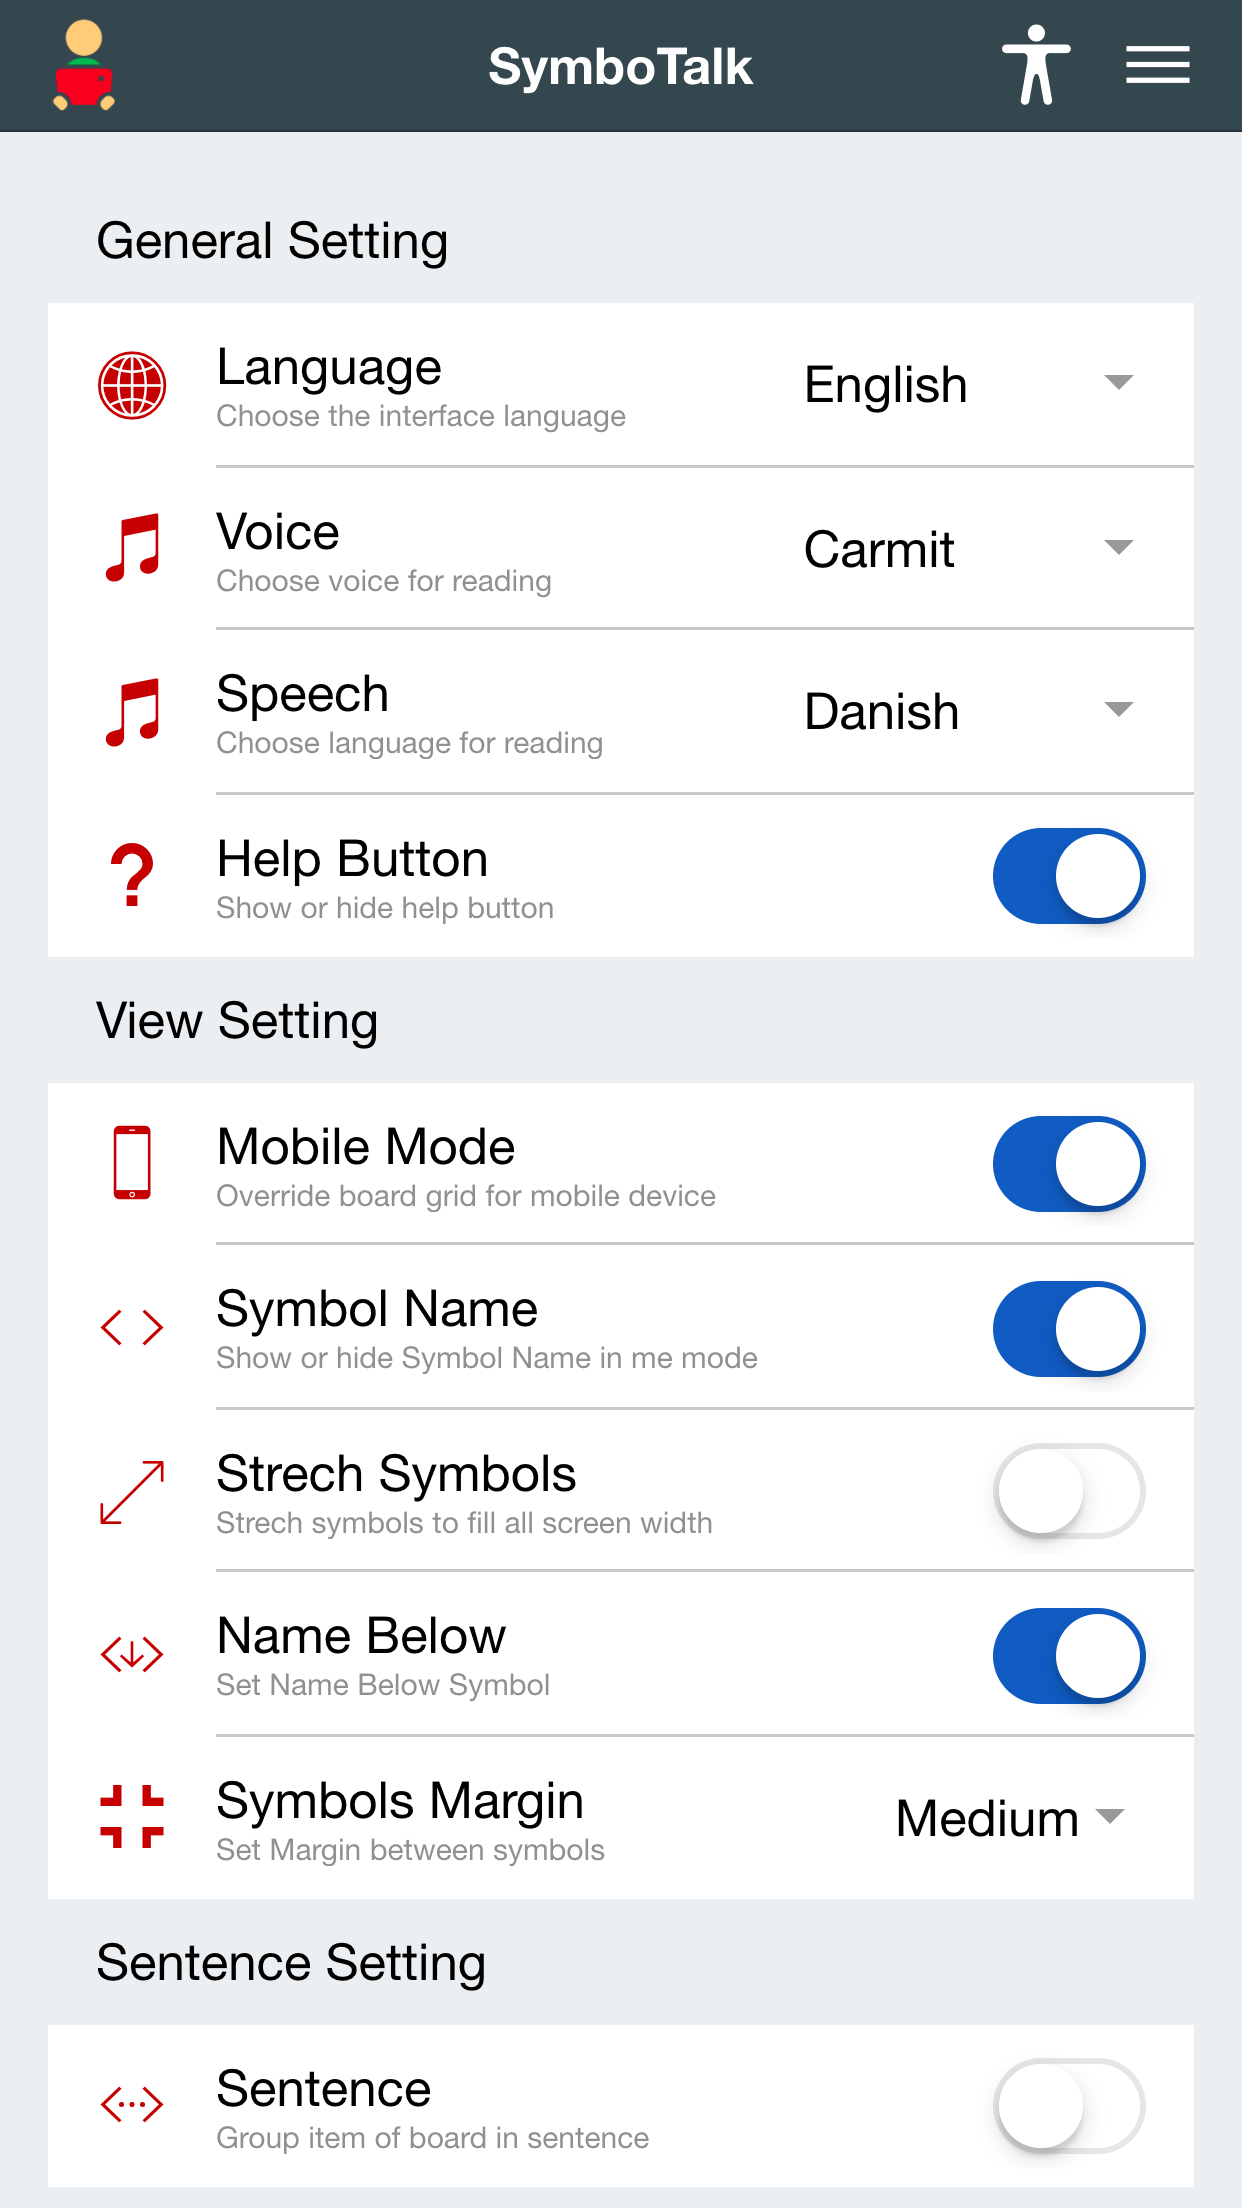 SymboTalk
General Setting
Language
Choose the interface language
English
Voice
Choose voice for reading
Carmit
Speech
Choose language for reading
Danish
Help Button
Show or hide help button
View Setting
Mobile Mode
Override board grid for mobile device
Symbol Name
Show or hide Symbol Name in me mode
Strech Symbols
Strech symbols to fill all screen width
Name Below
Set Name Below Symbol
Symbols Margin
Set Margin between symbols
Medium
Sentence Setting
Sentence
Group item of board in sentence